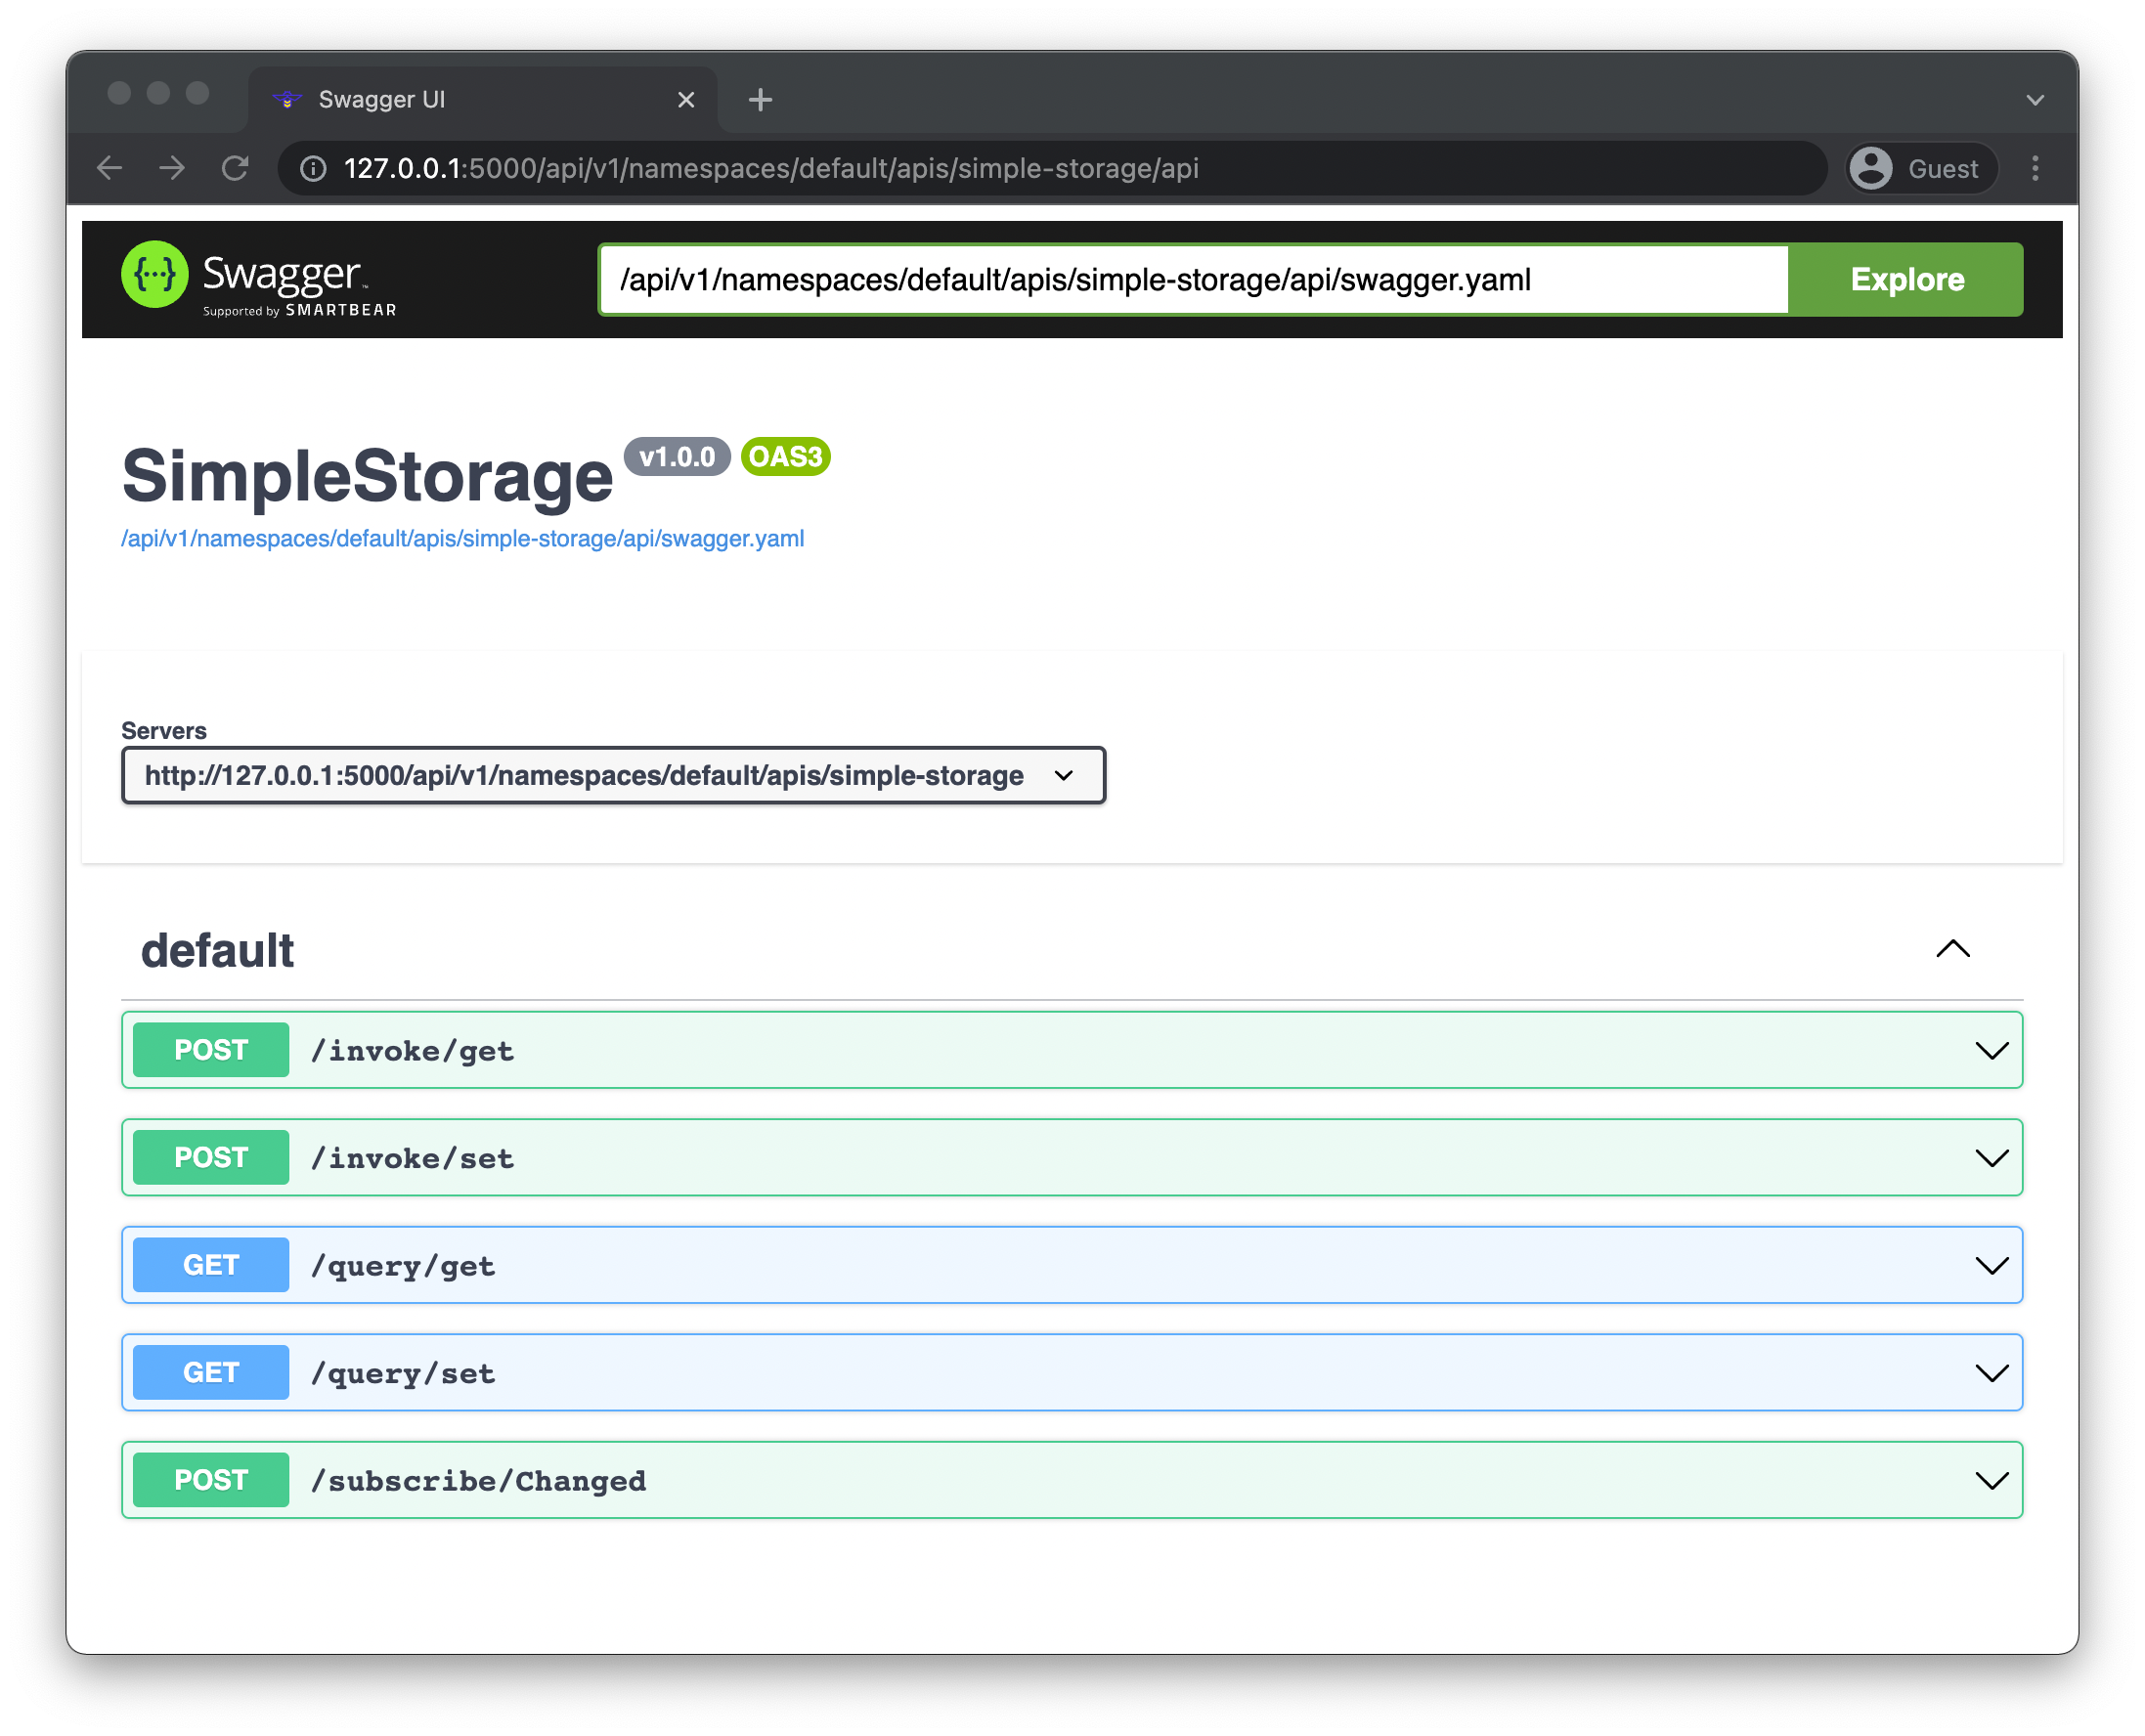 Swagger UI
127.0.0.1:5000/api/v1/namespaces/default/apis/simple-storage/api
Guest
Swagger™
Supported by SMARTBEAR
/api/v1/namespaces/default/apis/simple-storage/api/swagger.yaml
Explore
SimpleStorage v1.0.0 OAS3
/api/v1/namespaces/default/apis/simple-storage/api/swagger.yaml
Servers
http://127.0.0.1:5000/api/v1/namespaces/default/apis/simple-storage
default
POST /invoke/get
POST /invoke/set
GET /query/get
GET /query/set
POST /subscribe/Changed